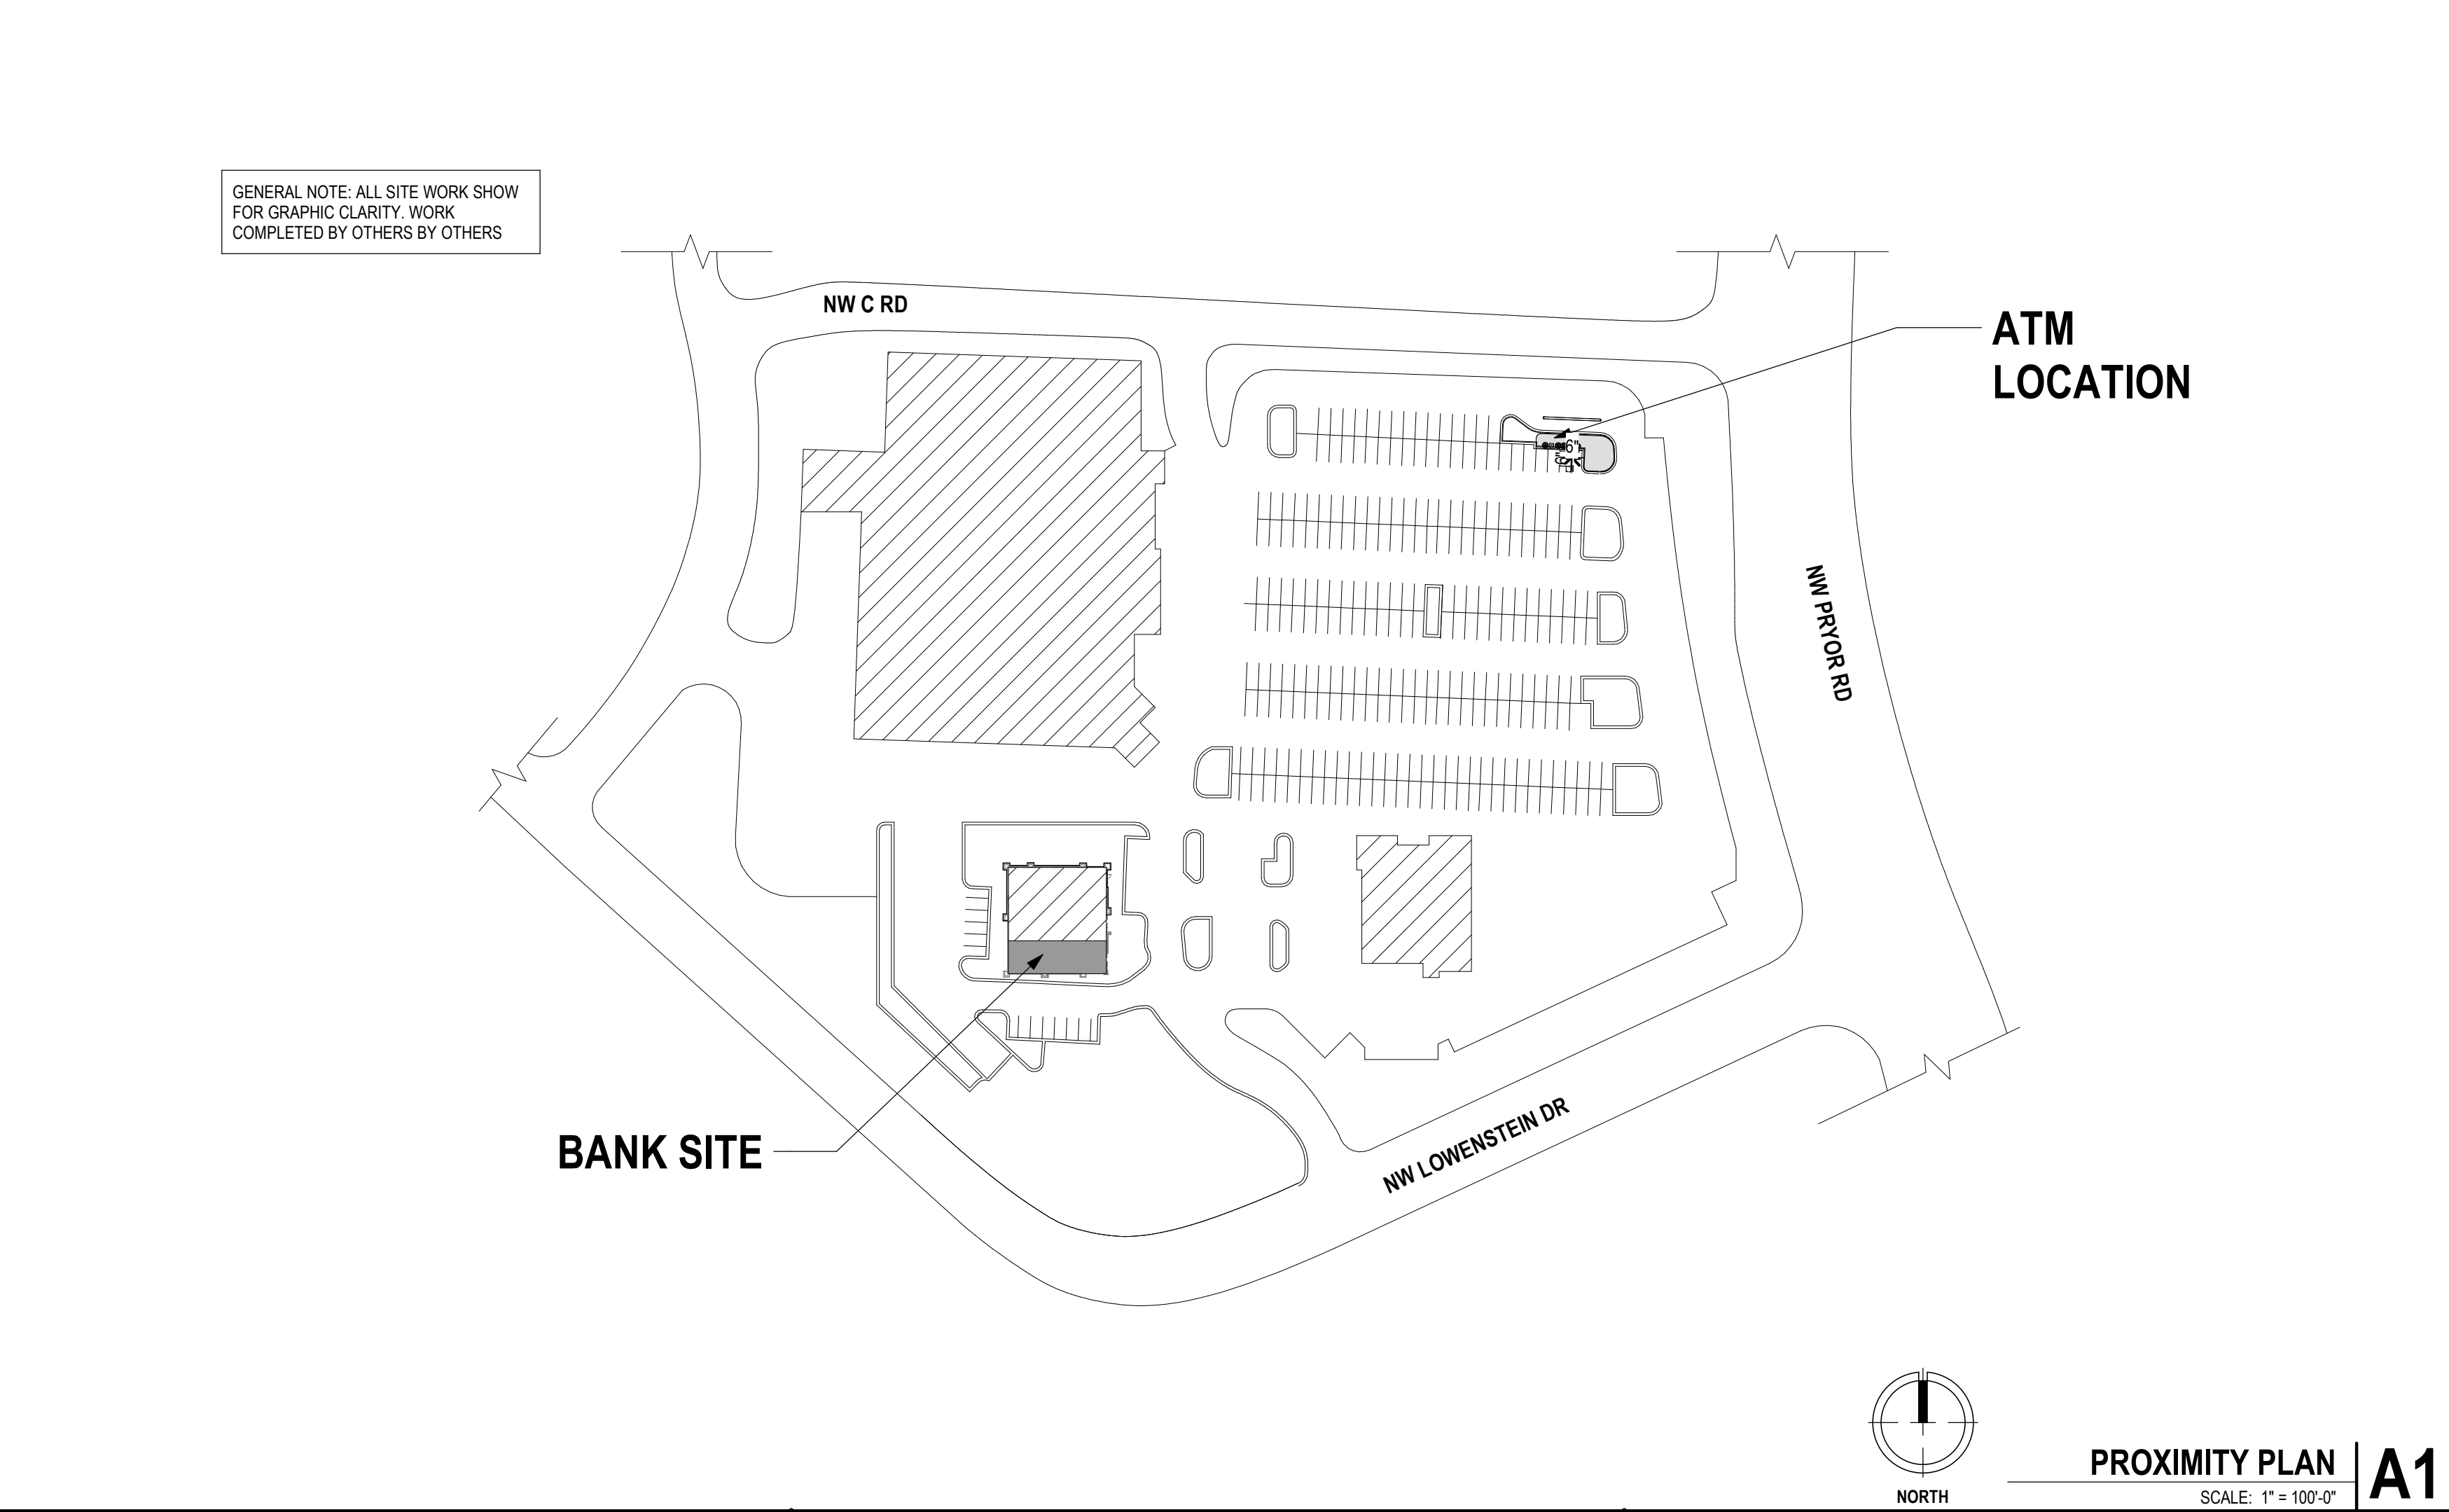 GENERAL NOTE: ALL SITE WORK SHOW
FOR GRAPHIC CLARITY. WORK
COMPLETED BY OTHERS BY OTHERS
NW C RD
ATM
LOCATION
6"
NW PRYOR RD
BANK SITE
NW LOWENSTEIN DR
NORTH
PROXIMITY PLAN
SCALE: 1" = 100'-0"
A1